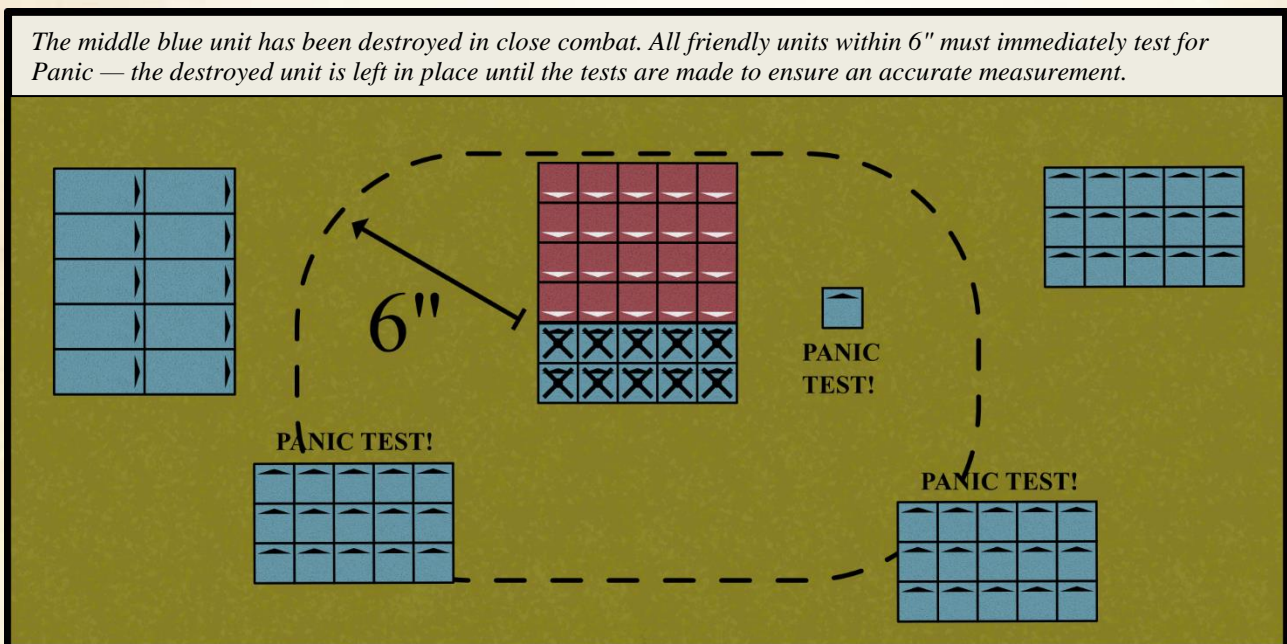 The middle blue unit has been destroyed in close combat. All friendly units within 6" must immediately test for
Panic — the destroyed unit is left in place until the tests are made to ensure an accurate measurement.
6"
PANIC
TEST!
PANIC TEST!
PANIC TEST!